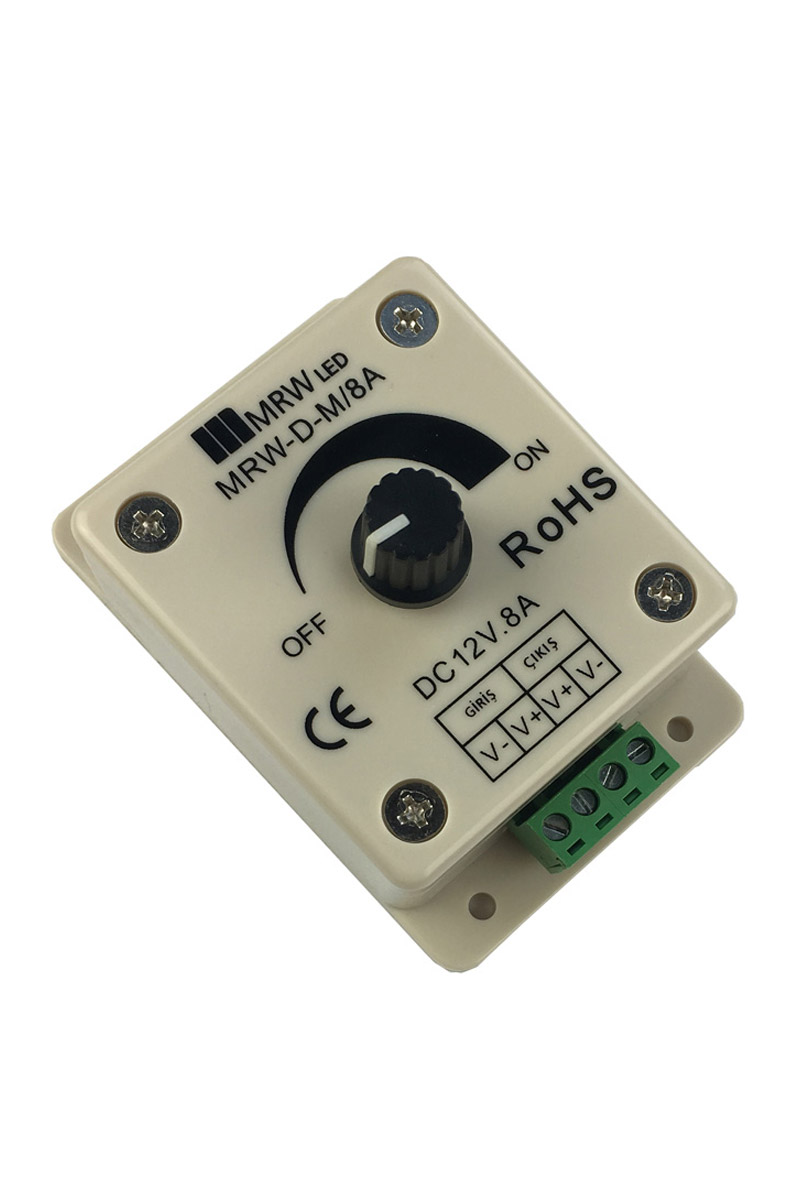 MRW LED
MRW-D-M/8A
ON
OFF
RoHS
DC12V.8A
CE
GİRİŞ ÇIKIŞ
V- V+ V+ V-